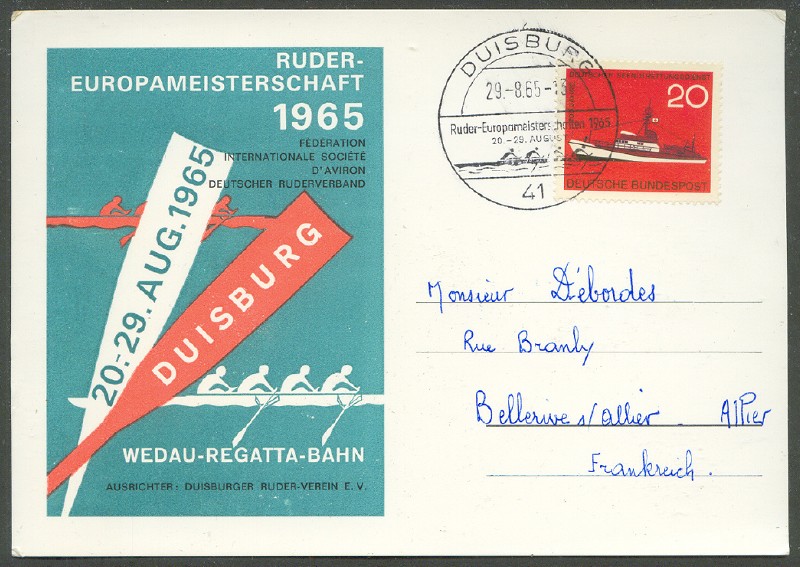 RUDER-
EUROPAMEISTERSCHAFT
1965
FÉDÉRATION
INTERNATIONALE SOCIÉTÉ
D'AVIRON
DEUTSCHER RUDERVERBAND
20.-29. AUG. 1965
DUISBURG
WEDAU-REGATTA-BAHN
AUSRICHTER: DUISBURGER RUDER-VEREIN E. V.
DUISBURG
29.-8.65-13
Ruder-Europameisterschaften 1965
20.-29. AUGUST
41
20
DEUTSCHE BUNDESPOST
Monsieur Débordes
Rue Branly
Bellerive s/allier. Allier
Frankreich.